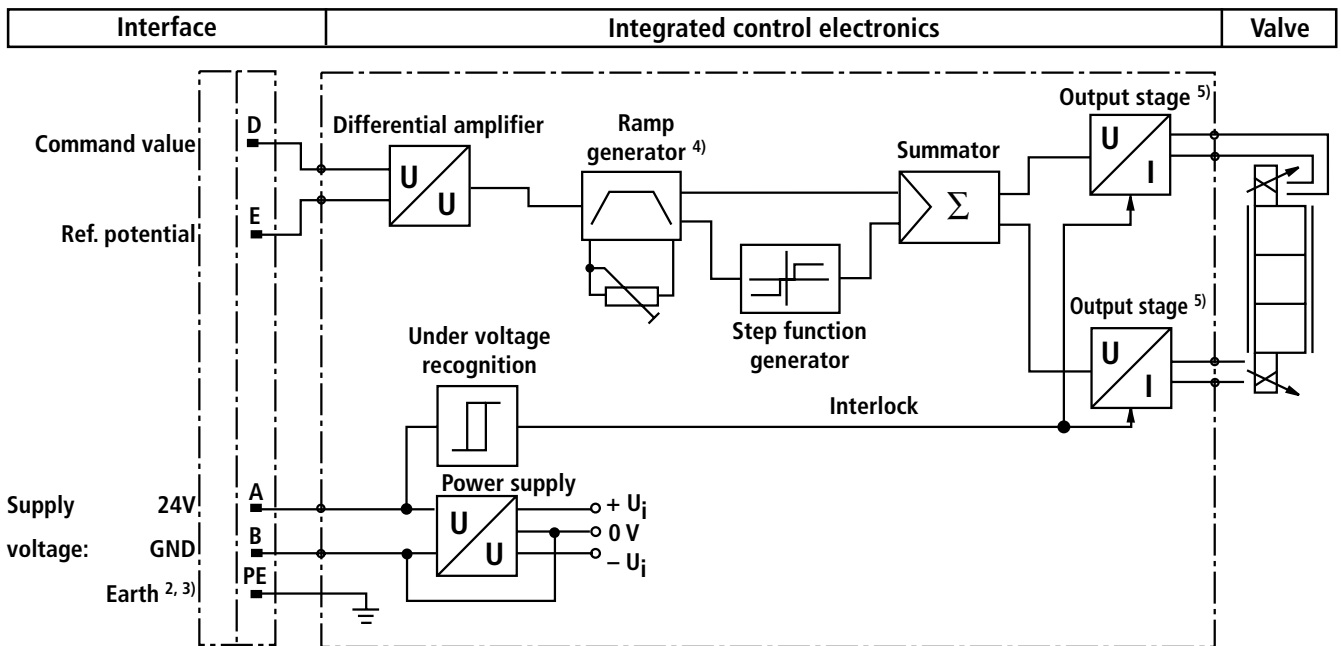 Interface
Integrated control electronics
Valve
Command value
D
Ref. potential
E
Differential amplifier
U
U
Ramp
generator 4)
Summator
Σ
Output stage 5)
U
I
Step function
generator
Output stage 5)
U
I
Under voltage
recognition
Interlock
Power supply
U
U
+ Ui
0 V
– Ui
Supply 24V A
voltage: GND B
Earth 2, 3) PE